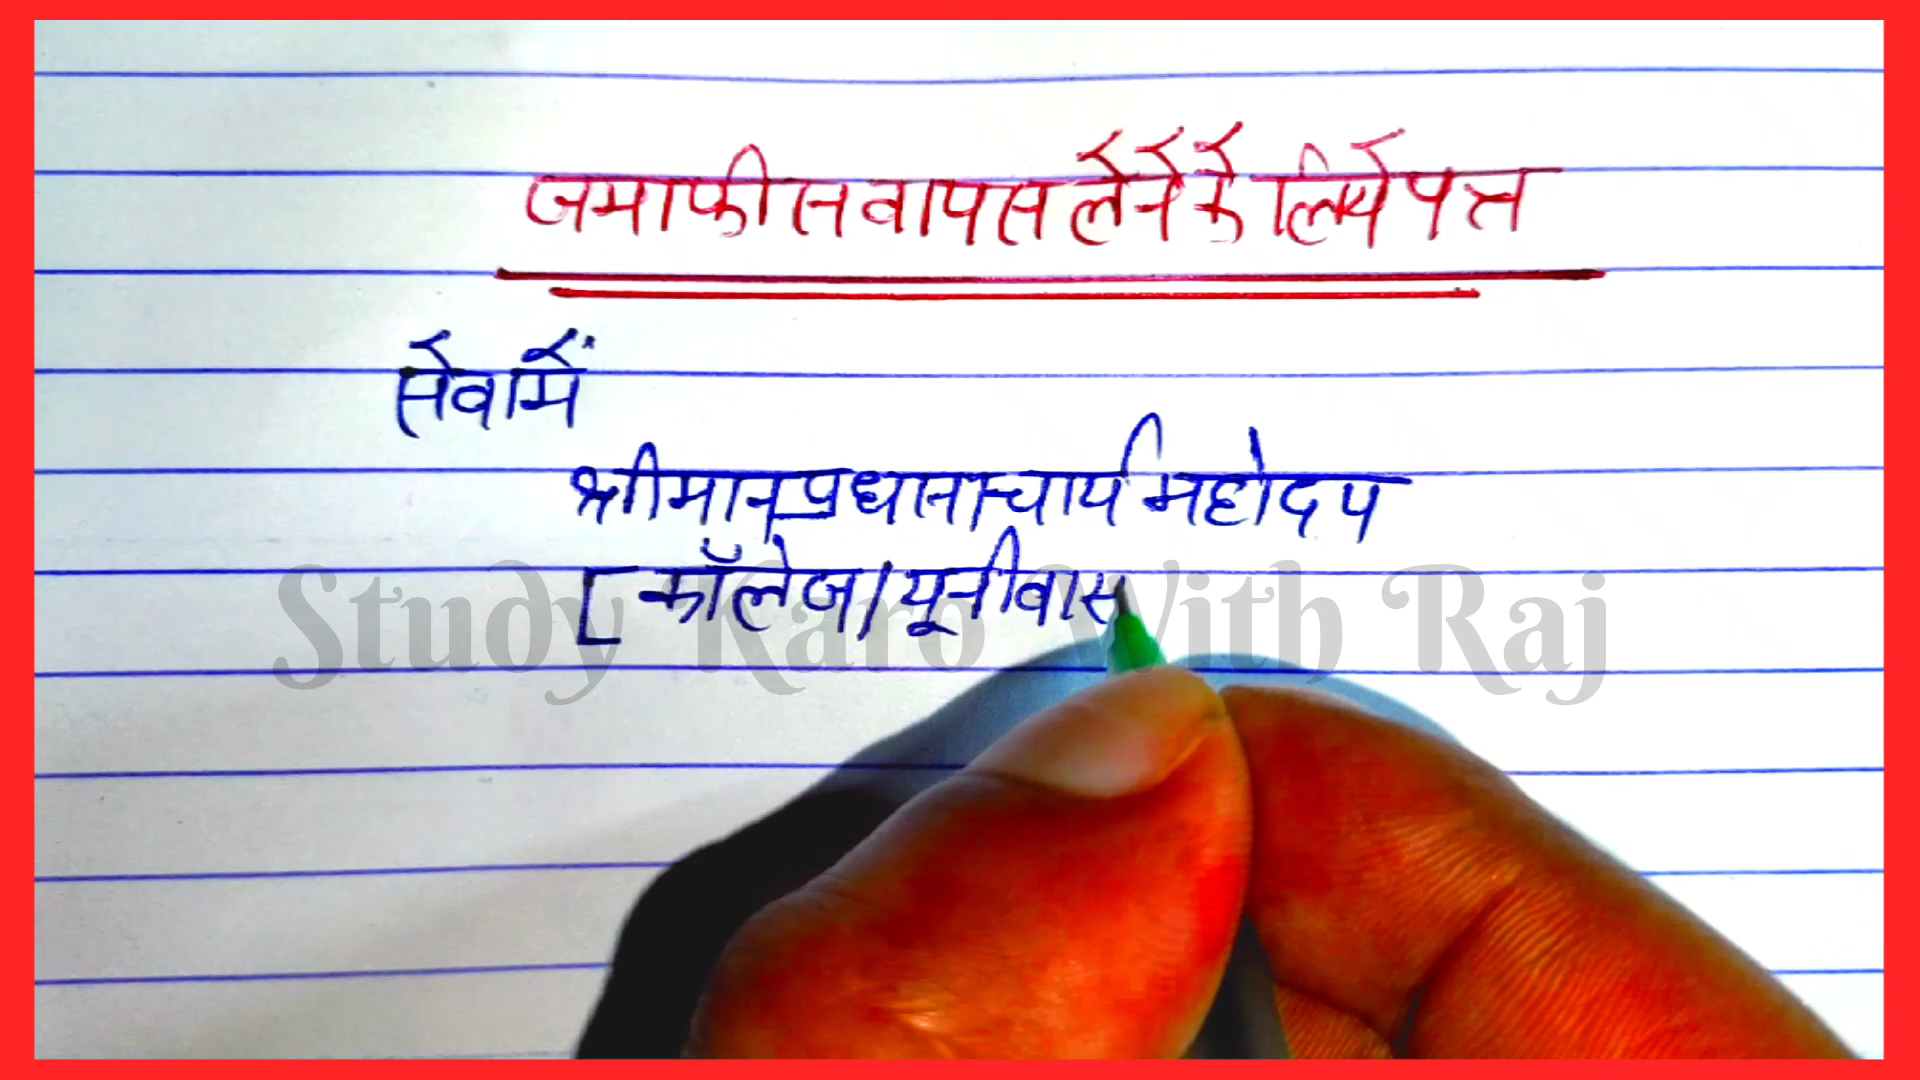 जमा फीस वापस लेने के लिये पत्र
सेवा में
श्रीमान प्रधानाचार्य महोदय
[ कॉलेज / यूनीवास
Study Karo With Raj